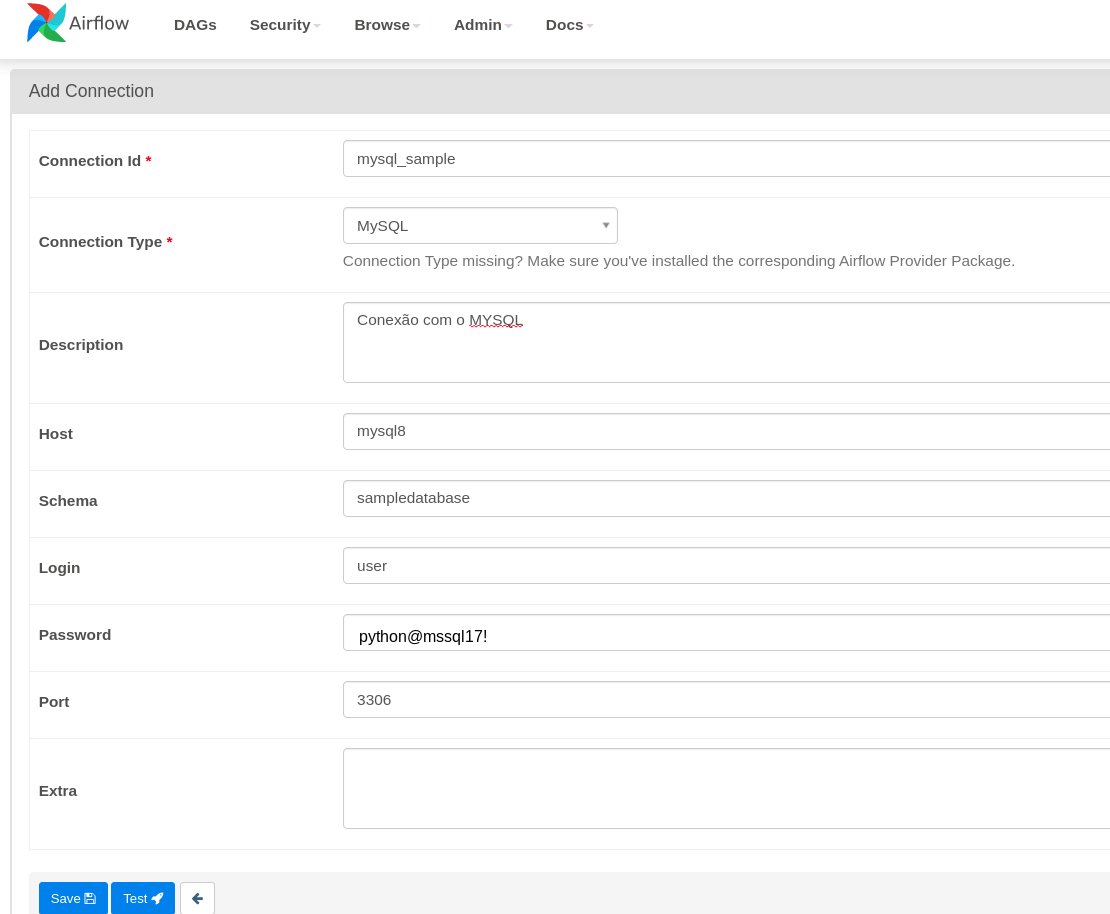 Airflow DAGs Security Browse Admin Docs
Add Connection
Connection Id * mysql_sample
Connection Type * MySQL
Connection Type missing? Make sure you've installed the corresponding Airflow Provider Package.
Description Conexão com o MYSQL
Host mysql8
Schema sampledatabase
Login user
Password python@mssql17!
Port 3306
Extra
Save Test